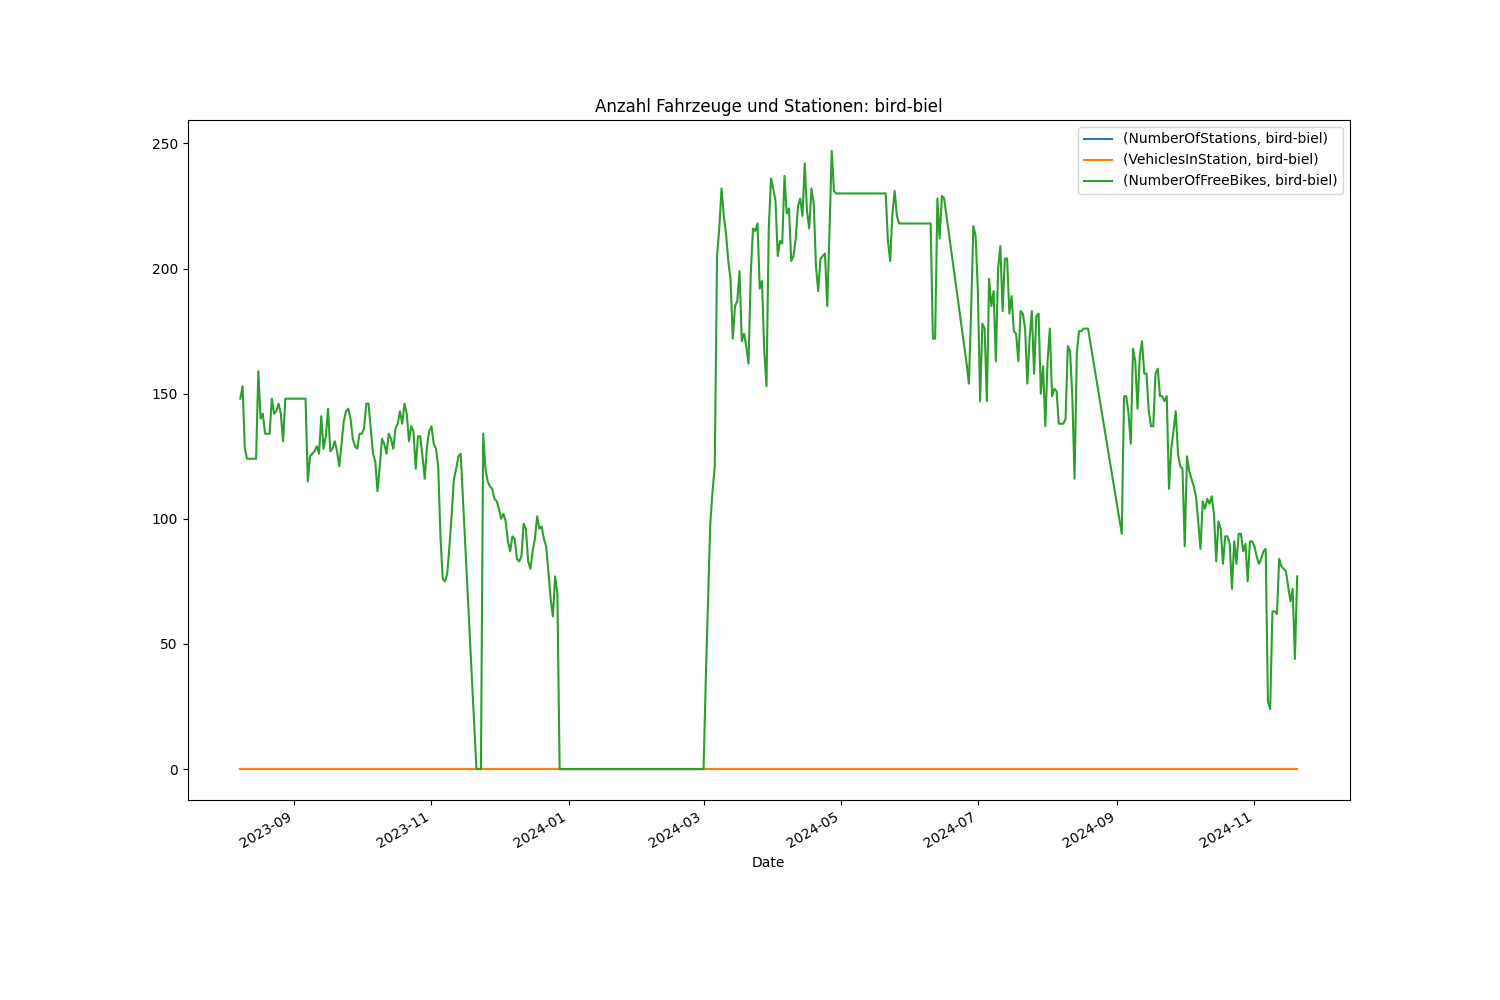 Anzahl Fahrzeuge und Stationen: bird-biel
(NumberOfStations, bird-biel)
(VehiclesInStation, bird-biel)
(NumberOfFreeBikes, bird-biel)
250
200
150
100
50
0
2023-09
2023-11
2024-01
2024-03
2024-05
2024-07
2024-09
2024-11
Date